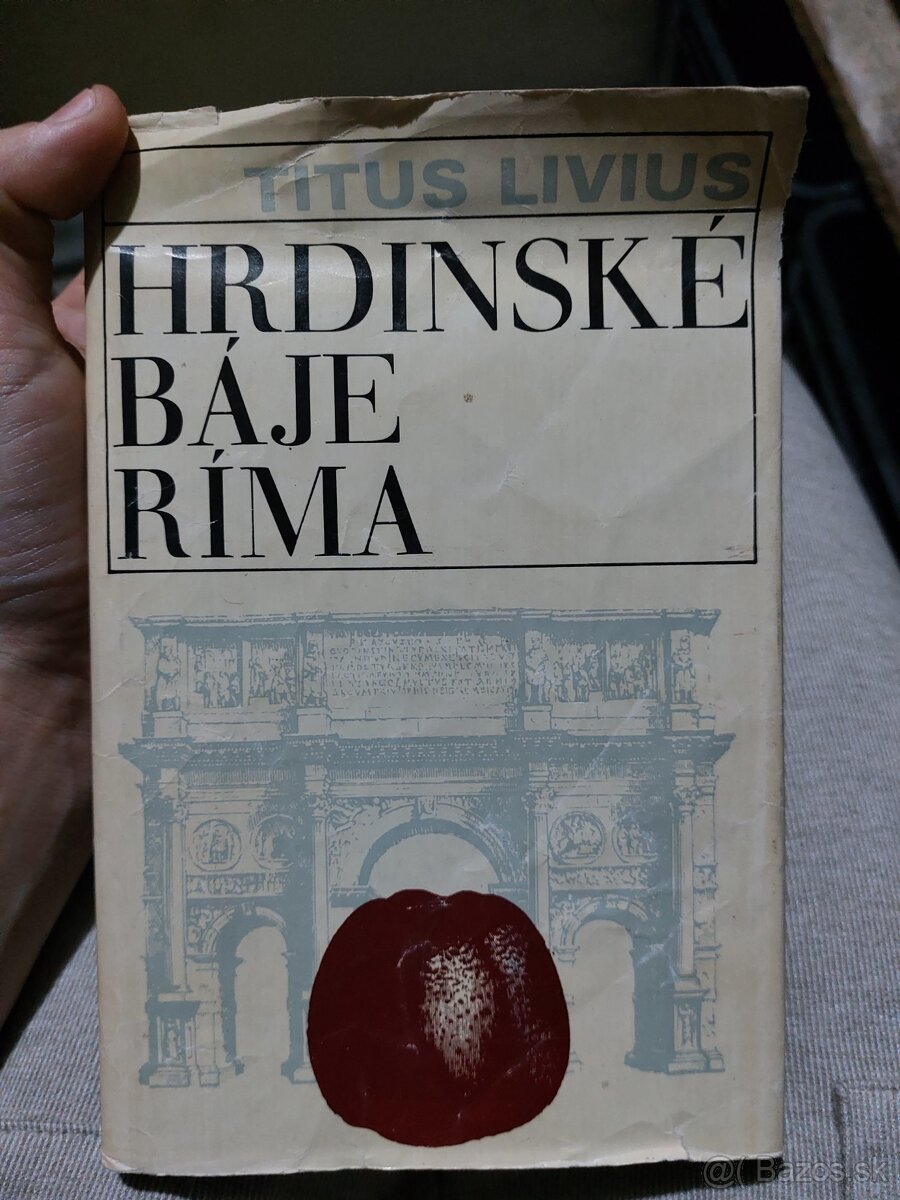 TITUS LIVIUS
HRDINSKÉ
BÁJE
RÍMA
@( Bazos.sk